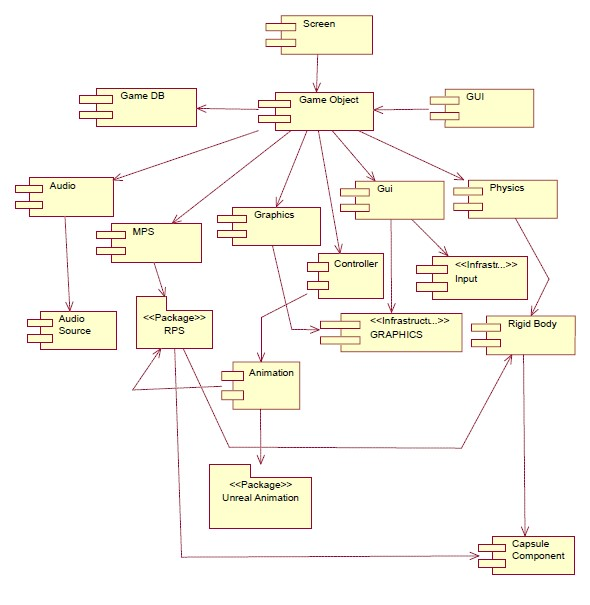 Screen
Game DB
Game Object
GUI
Audio
Gui
Physics
Graphics
MPS
Controller
<<Infrastr...>>
Input
<<Package>>
RPS
Audio
Source
<<Infrastructu...>>
GRAPHICS
Rigid Body
Animation
<<Package>>
Unreal Animation
Capsule
Component